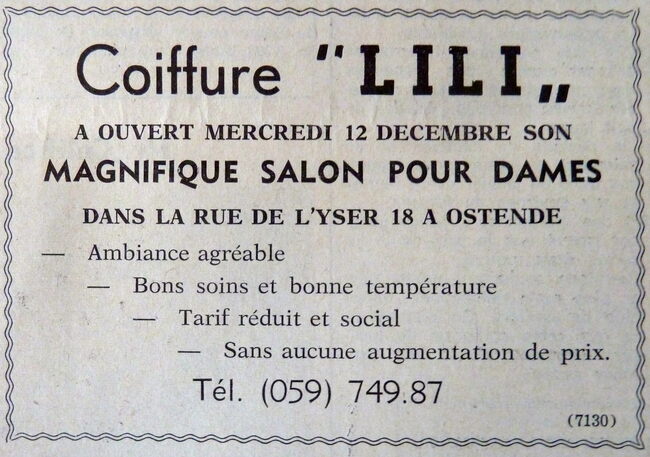 Coiffure "LILI„
A OUVERT MERCREDI 12 DECEMBRE SON
MAGNIFIQUE SALON POUR DAMES
DANS LA RUE DE L'YSER 18 A OSTENDE
— Ambiance agréable
— Bons soins et bonne température
— Tarif réduit et social
— Sans aucune augmentation de prix.
Tél. (059) 749.87
(7130)